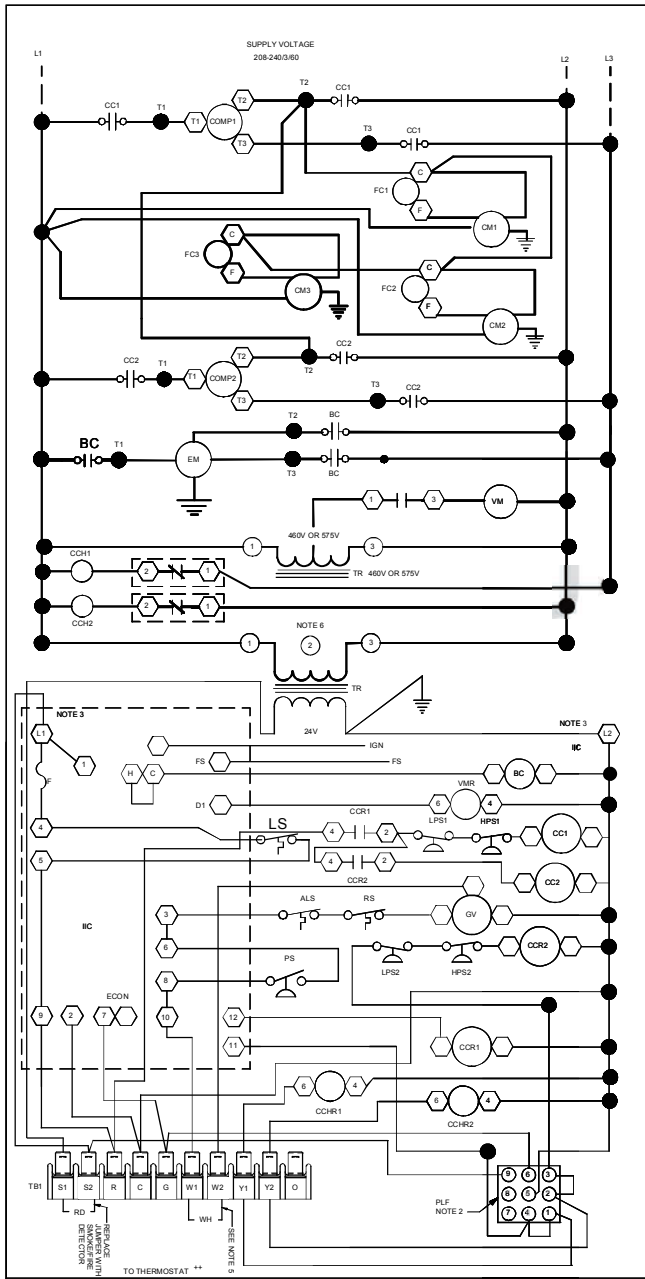 SUPPLY VOLTAGE
208-240/3/60
L1
L2
L3
T2
CC1
CC1
T1
T1
COMP1
T2
T3
T3
CC1
C
FC1
F
CM1
C
FC3
F
CM3
C
FC2
F
CM2
CC2
T1
T1
COMP2
T2
T2
CC2
T3
T3
CC2
BC
T1
EM
T2
BC
T3
BC
1
3
VM
460V OR 575V
1
3
TR 460V OR 575V
CCH1
2
1
CCH2
2
1
NOTE 6
1
2
3
TR
24V
NOTE 3
L1
1
F
IGN
FS
FS
H
C
D1
NOTE 3
IIC
L2
BC
VMR
6
4
4
5
LS
CCR1
4
2
LPS1
HPS1
CC1
4
2
CCR2
CC2
IIC
3
ALS
RS
GV
6
PS
LPS2
HPS2
CCR2
8
ECON
9
2
7
10
12
11
CCR1
6
CCHR1
4
6
CCHR2
4
TB1
S1
S2
R
C
G
W1
W2
Y1
Y2
O
PLF
NOTE 2
9
6
3
8
5
2
7
4
1
RD
REPLACE
JUMPER WITH
SMOKE/FIRE
DETECTOR
WH
SEE NOTE 5
TO THERMOSTAT ++